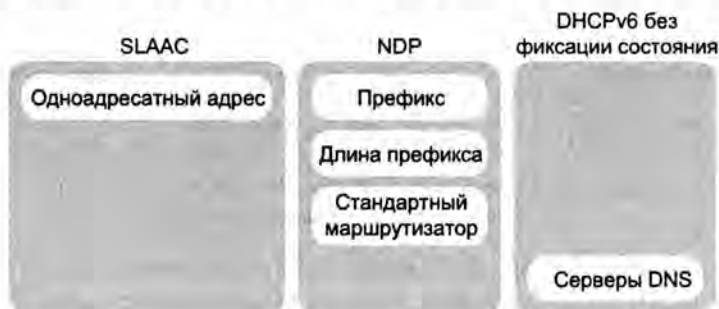 SLAAC
Одноадресатный адрес
NDP
Префикс
Длина префикса
Стандартный
маршрутизатор
DHCPv6 без
фиксации состояния
Серверы DNS